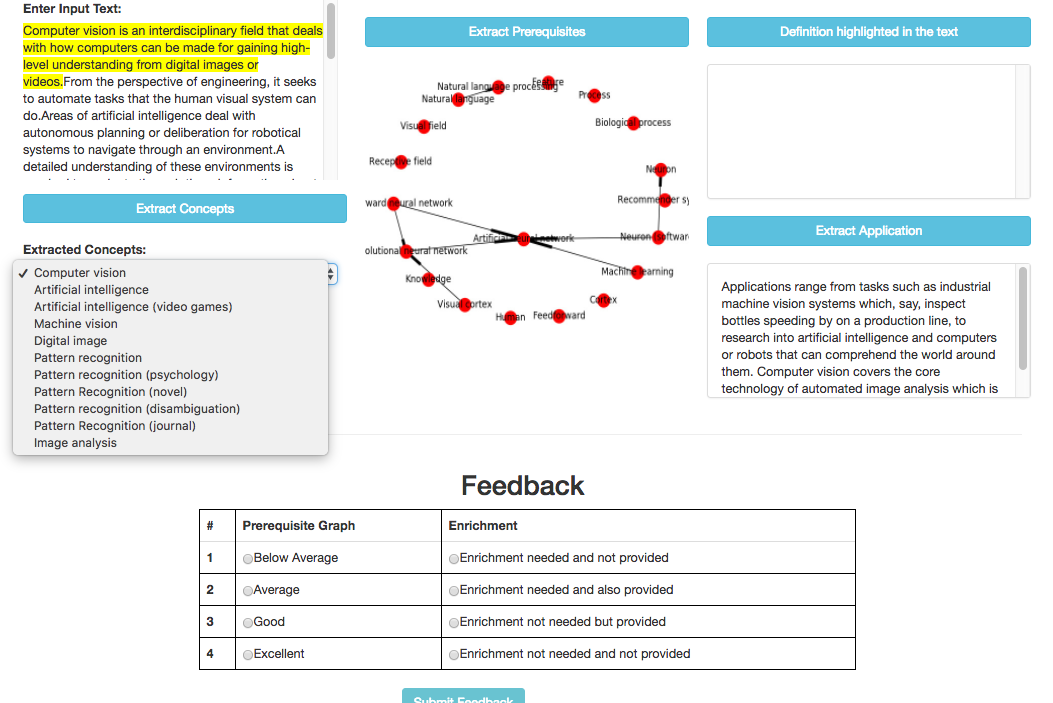 Enter Input Text:
Computer vision is an interdisciplinary field that deals
with how computers can be made for gaining high-
level understanding from digital images or
videos.From the perspective of engineering, it seeks
to automate tasks that the human visual system can
do.Areas of artificial intelligence deal with
autonomous planning or deliberation for robotical
systems to navigate through an environment.A
detailed understanding of these environments is
Extract Concepts
Extracted Concepts:
✓ Computer vision
Artificial intelligence
Artificial intelligence (video games)
Machine vision
Digital image
Pattern recognition
Pattern recognition (psychology)
Pattern Recognition (novel)
Pattern recognition (disambiguation)
Pattern Recognition (journal)
Image analysis
Extract Prerequisites
Natural language processing
Feature
Natural language
Process
Visual field
Biological process
Receptive field
Neuron
ward neural network
Recommender sy
Artificial neural network
Neuron (softwar
olutional neural network
Machine learning
Knowledge
Visual cortex
Cortex
Human
Feedforward
Definition highlighted in the text
Extract Application
Applications range from tasks such as industrial
machine vision systems which, say, inspect
bottles speeding by on a production line, to
research into artificial intelligence and computers
or robots that can comprehend the world around
them. Computer vision covers the core
technology of automated image analysis which is
Feedback
# Prerequisite Graph Enrichment
1 Below Average Enrichment needed and not provided
2 Average Enrichment needed and also provided
3 Good Enrichment not needed but provided
4 Excellent Enrichment not needed and not provided
Submit Feedback